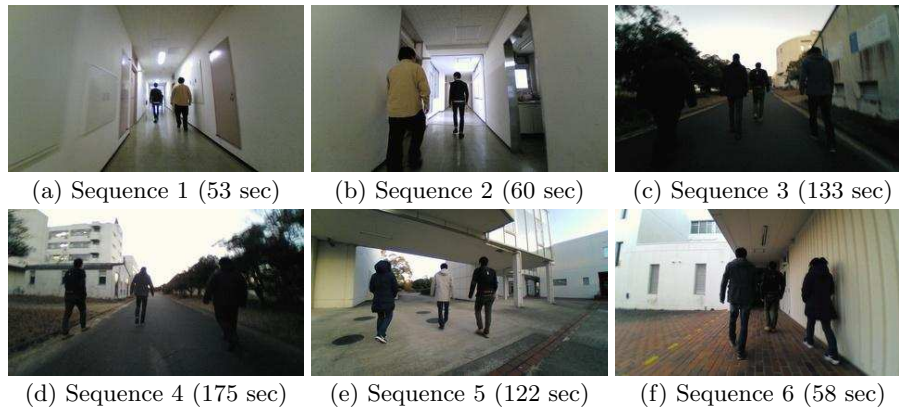 (a) Sequence 1 (53 sec)
(b) Sequence 2 (60 sec)
(c) Sequence 3 (133 sec)
(d) Sequence 4 (175 sec)
(e) Sequence 5 (122 sec)
(f) Sequence 6 (58 sec)